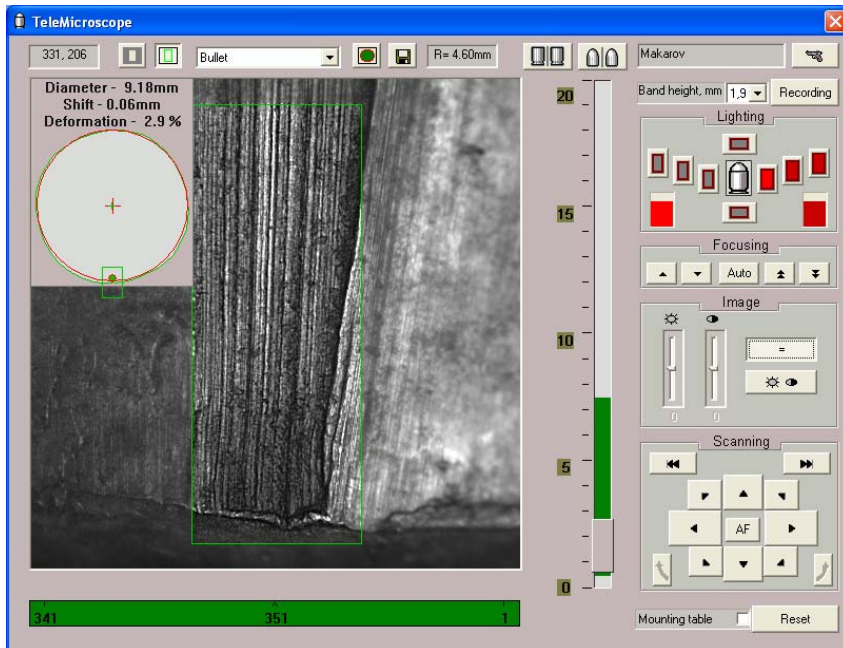 TeleMicroscope
331, 206
Bullet
R= 4.60mm
Makarov
Diameter - 9.18mm
Shift - 0.06mm
Deformation - 2.9 %
Band height, mm
1,9
Recording
Lighting
Focusing
Auto
Image
=
0
0
Scanning
AF
20
15
10
5
0
341
351
1
Mounting table
Reset